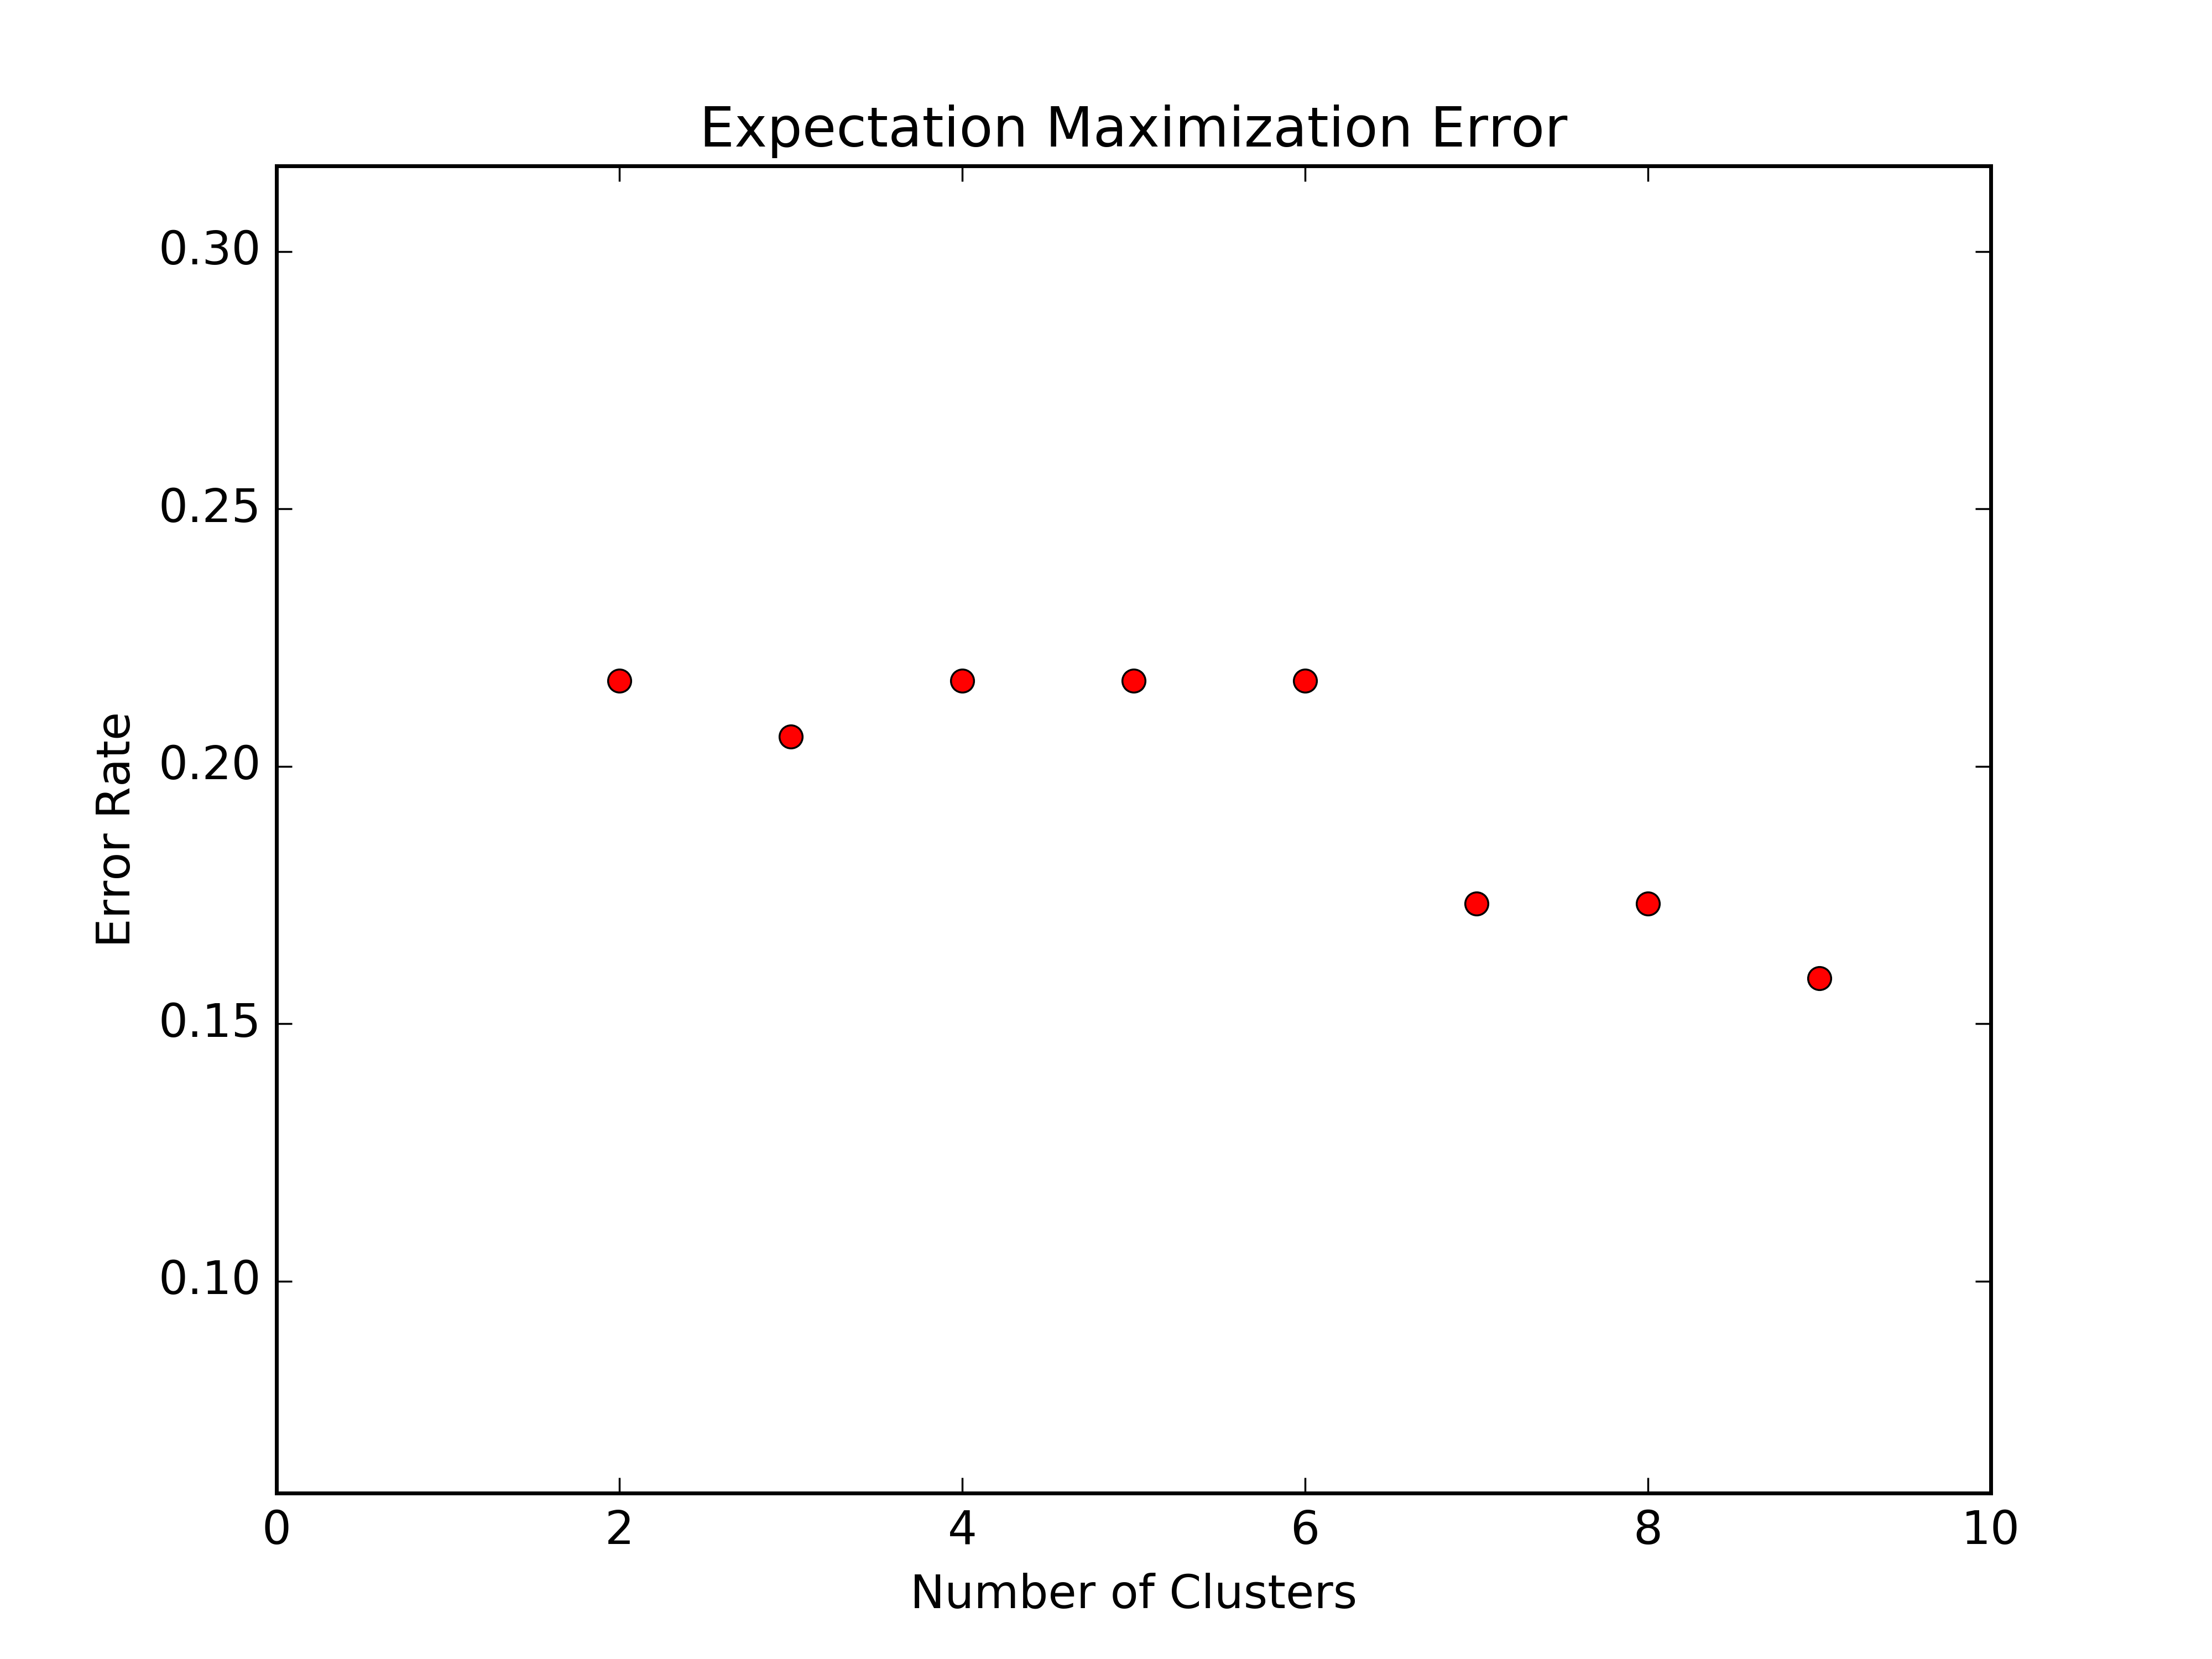 Expectation Maximization Error
0.30
0.25
0.20
0.15
0.10
Error Rate
0 2 4 6 8 10
Number of Clusters